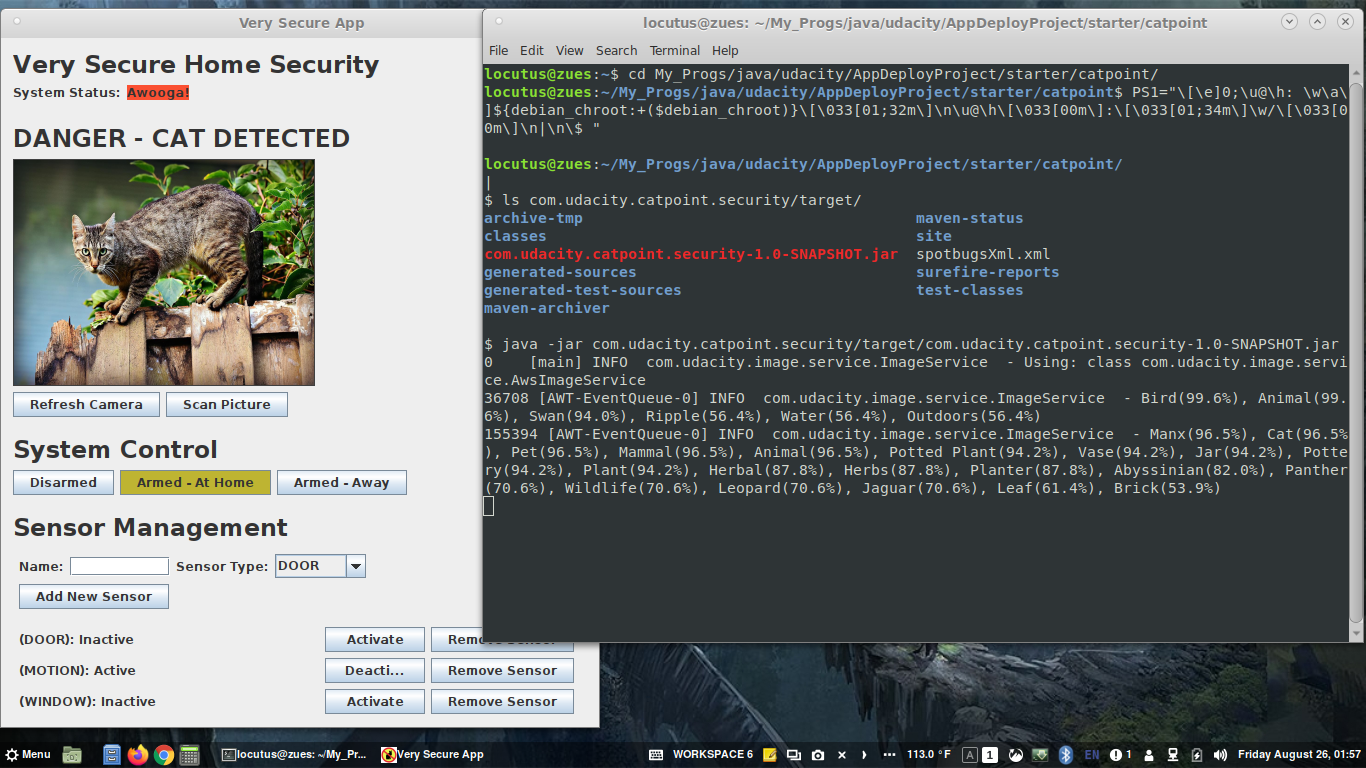 Very Secure App
Very Secure Home Security
System Status: Awooga!
DANGER - CAT DETECTED
Refresh Camera
Scan Picture
System Control
Disarmed
Armed - At Home
Armed - Away
Sensor Management
Name:
Sensor Type:
DOOR
Add New Sensor
(DOOR): Inactive
Activate
Remove Sensor
(MOTION): Active
Deacti...
Remove Sensor
(WINDOW): Inactive
Activate
Remove Sensor
locutus@zues: ~/My_Progs/java/udacity/AppDeployProject/starter/catpoint
File Edit View Search Terminal Help
locutus@zues:~$ cd My_Progs/java/udacity/AppDeployProject/starter/catpoint/
locutus@zues:~/My_Progs/java/udacity/AppDeployProject/starter/catpoint$ PS1="\[\e]0;\u@\h: \w\a\
]${debian_chroot:+($debian_chroot)}\[\033[01;32m\]\n\u@\h\[\033[00m\]:\[\033[01;34m\]\w/\[\033[0
0m\]\n|\n\$ "
locutus@zues:~/My_Progs/java/udacity/AppDeployProject/starter/catpoint/
|
$ ls com.udacity.catpoint.security/target/
archive-tmp maven-status
classes site
com.udacity.catpoint.security-1.0-SNAPSHOT.jar spotbugsXml.xml
generated-sources surefire-reports
generated-test-sources test-classes
maven-archiver
$ java -jar com.udacity.catpoint.security/target/com.udacity.catpoint.security-1.0-SNAPSHOT.jar
0 [main] INFO com.udacity.image.service.ImageService - Using: class com.udacity.image.servi
ce.AwsImageService
36708 [AWT-EventQueue-0] INFO com.udacity.image.service.ImageService - Bird(99.6%), Animal(99.
6%), Swan(94.0%), Ripple(56.4%), Water(56.4%), Outdoors(56.4%)
155394 [AWT-EventQueue-0] INFO com.udacity.image.service.ImageService - Manx(96.5%), Cat(96.5%
), Pet(96.5%), Mammal(96.5%), Animal(96.5%), Potted Plant(94.2%), Vase(94.2%), Jar(94.2%), Potte
ry(94.2%), Plant(94.2%), Herbal(87.8%), Herbs(87.8%), Planter(87.8%), Abyssinian(82.0%), Panther
(70.6%), Wildlife(70.6%), Leopard(70.6%), Jaguar(70.6%), Leaf(61.4%), Brick(53.9%)
Menu
locutus@zues: ~/My_Pr...
Very Secure App
WORKSPACE 6
113.0 °F
A
1
EN
1
Friday August 26, 01:57